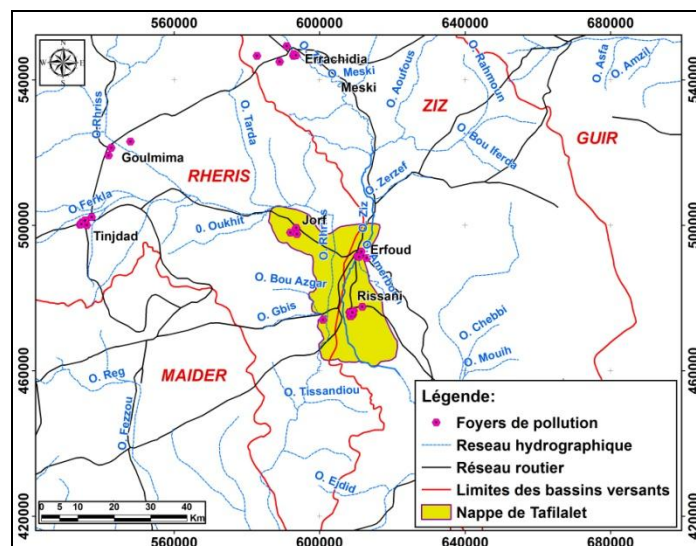 560000 600000 640000 680000
540000
500000
460000
420000
540000
500000
460000
420000
560000 600000 640000 680000
Errachidia
O. Meski
Meski
O. Aoufous
O. Rahmoun
O. Asfa
O. Amzil
ZIZ
GUIR
O.Rhriss
Goulmima
O. Tarda
O. Bou Iferda
RHERIS
O. Zerzef
O.Ferkla
Tinjdad
O. Oukhit
Jorf
O. Rhriss
O. Ziz
Erfoud
O. Bou Azgar
Rissani
O. Gbis
O. Chebbi
O. Mouih
O. Reg
MAIDER
O. Fezzou
O. Tissandiou
O. Ejdid
Légende:
Foyers de pollution
Reseau hydrographique
Réseau routier
Limites des bassins versants
Nappe de Tafilalet
0 5 10 20 30 40
Km